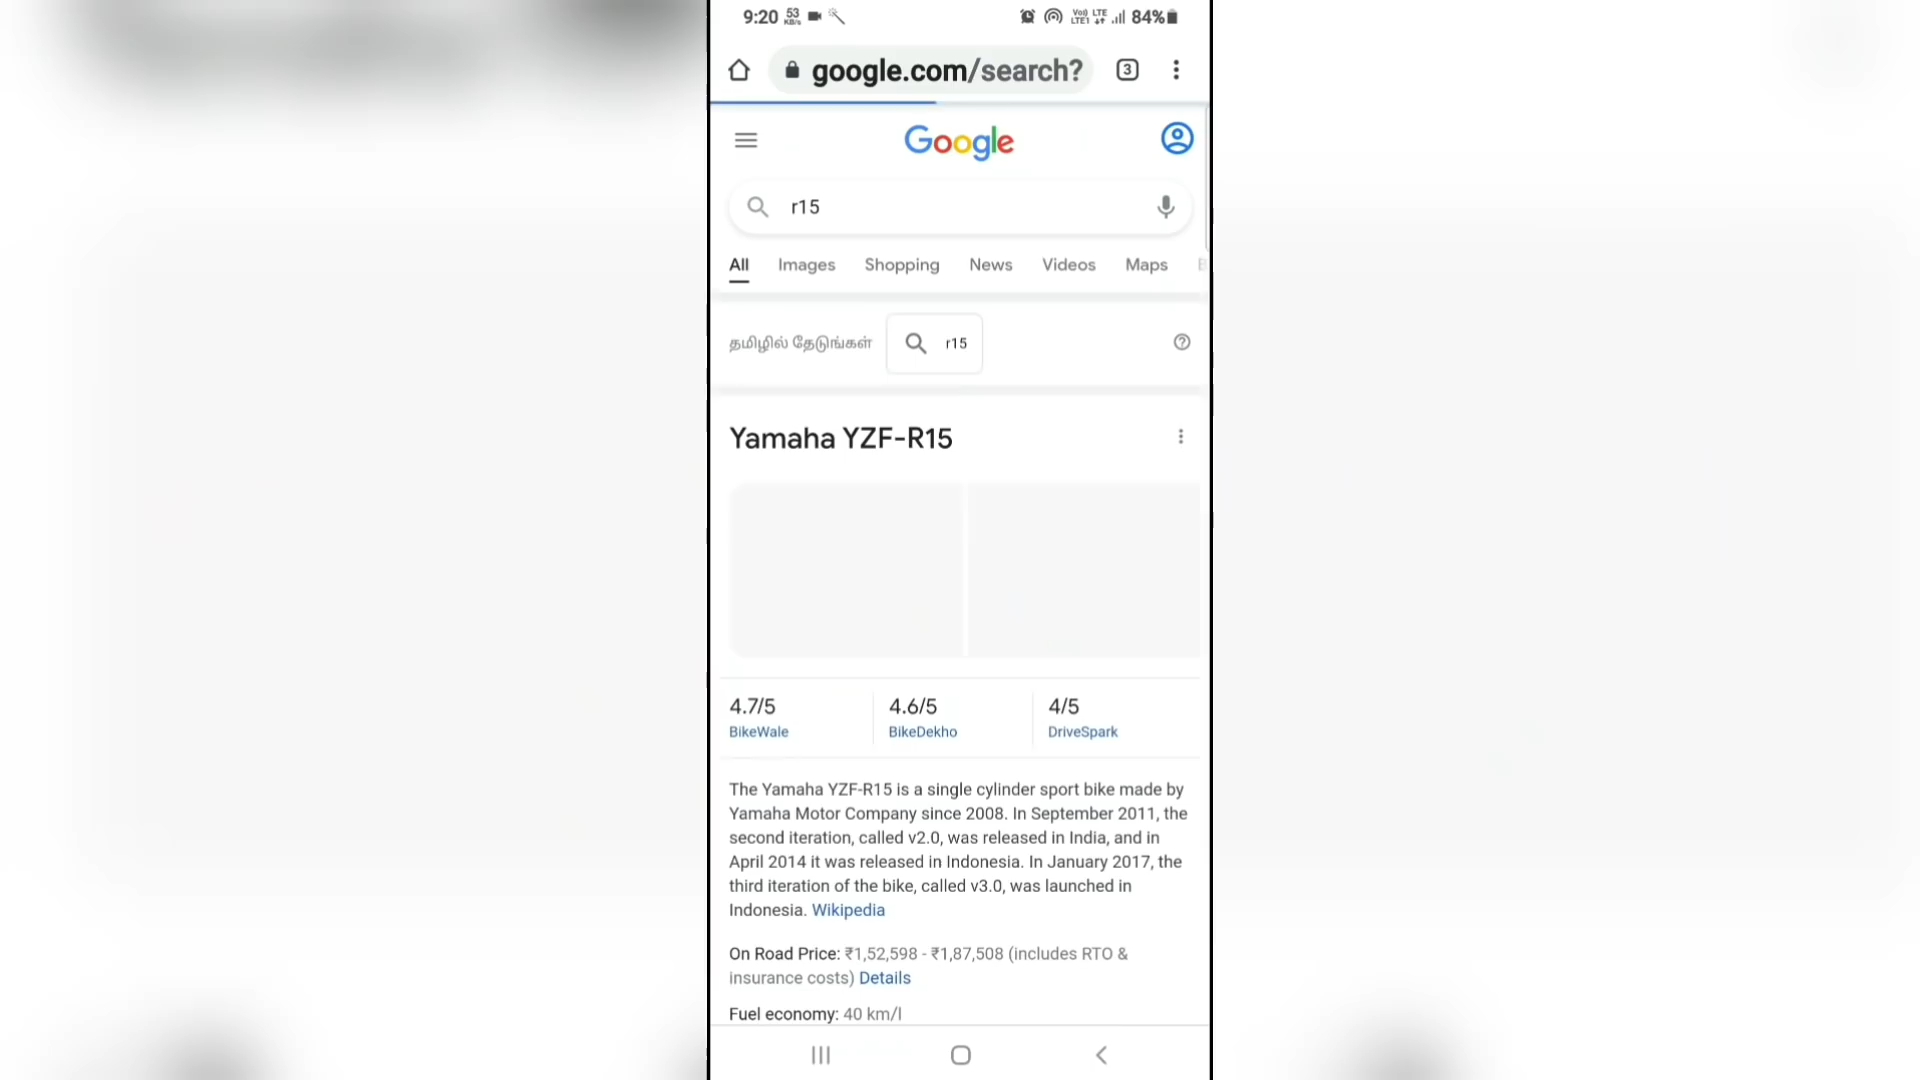 9:20 53 KB/s Vo) LTE1 LTE 84%
google.com/search? 3
Google
r15
All Images Shopping News Videos Maps
தமிழில் தேடுங்கள் r15
Yamaha YZF-R15
4.7/5 4.6/5 4/5
BikeWale BikeDekho DriveSpark
The Yamaha YZF-R15 is a single cylinder sport bike made by
Yamaha Motor Company since 2008. In September 2011, the
second iteration, called v2.0, was released in India, and in
April 2014 it was released in Indonesia. In January 2017, the
third iteration of the bike, called v3.0, was launched in
Indonesia. Wikipedia
On Road Price: ₹1,52,598 - ₹1,87,508 (includes RTO &
insurance costs) Details
Fuel economy: 40 km/l